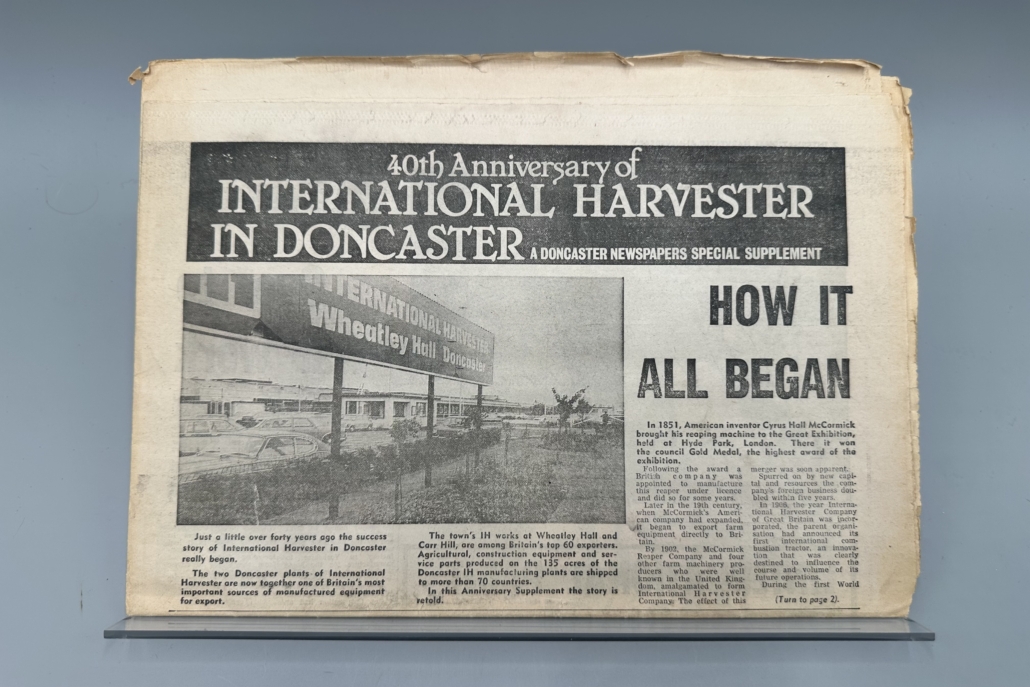 40th Anniversary of
INTERNATIONAL HARVESTER
IN DONCASTER A DONCASTER NEWSPAPERS SPECIAL SUPPLEMENT
INTERNATIONAL HARVESTER
Wheatley Hall Doncaster
HOW IT
ALL BEGAN
In 1851, American inventor Cyrus Hall McCormick
brought his reaping machine to the Great Exhibition,
held at Hyde Park, London. There it won
the council Gold Medal, the highest award of the
exhibition.
Following the award a
British company was
appointed to manufacture
this reaper under licence
and did so for some years.
Later in the 19th century,
when McCormick's Ameri-
can company had expanded,
it began to export farm
equipment directly to Bri-
tain.
By 1902, the McCormick
Reaper Company and four
other farm machinery pro-
ducers who were well
known in the United King-
dom, amalgamated to form
International Harvester
Company. The effect of this
merger was soon apparent.
Spurred on by new capi-
tal and resources the com-
pany's foreign business dou-
bled within five years.
In 1906, the year Interna-
tional Harvester Company
of Great Britain was incor-
porated, the parent organi-
sation had announced its
first international com-
bustion tractor, an innova-
tion that was clearly
destined to influence the
course and volume of its
future operations.
During the first World
(Turn to page 2).
Just a little over forty years ago the success
story of International Harvester in Doncaster
really began.
The two Doncaster plants of International
Harvester are now together one of Britain's most
important sources of manufactured equipment
for export.
The town's IH works at Wheatley Hall and
Carr Hill, are among Britain's top 60 exporters.
Agricultural, construction equipment and ser-
vice parts produced on the 135 acres of the
Doncaster IH manufacturing plants are shipped
to more than 70 countries.
In this Anniversary Supplement the story is
retold.